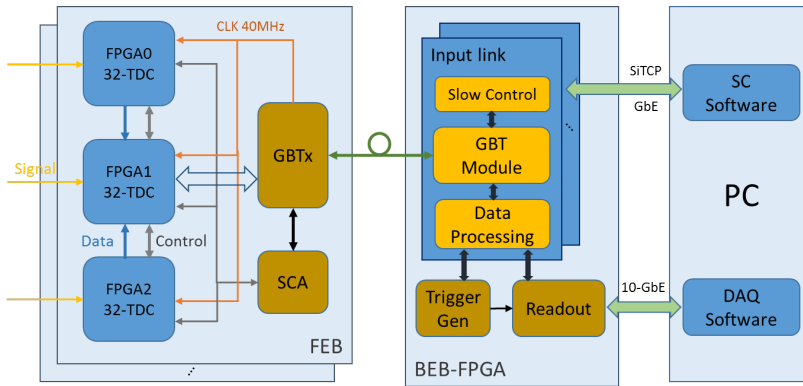 CLK 40MHz
FPGA0
32-TDC
Signal
FPGA1
32-TDC
Data
Control
FPGA2
32-TDC
GBTx
SCA
FEB
Input link
Slow Control
GBT
Module
Data
Processing
Trigger
Gen
Readout
BEB-FPGA
SiTCP
GbE
10-GbE
SC
Software
PC
DAQ
Software